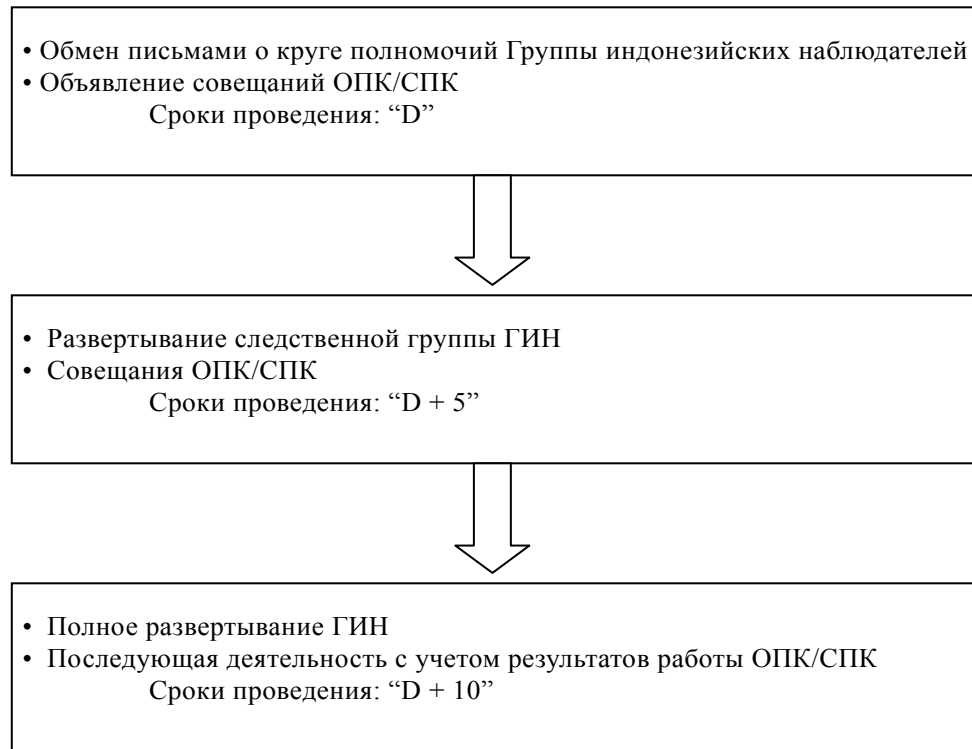 • Обмен письмами о круге полномочий Группы индонезийских наблюдателей
• Объявление совещаний ОПК/СПК
Сроки проведения: “D”
• Развертывание следственной группы ГИН
• Совещания ОПК/СПК
Сроки проведения: “D + 5”
• Полное развертывание ГИН
• Последующая деятельность с учетом результатов работы ОПК/СПК
Сроки проведения: “D + 10”